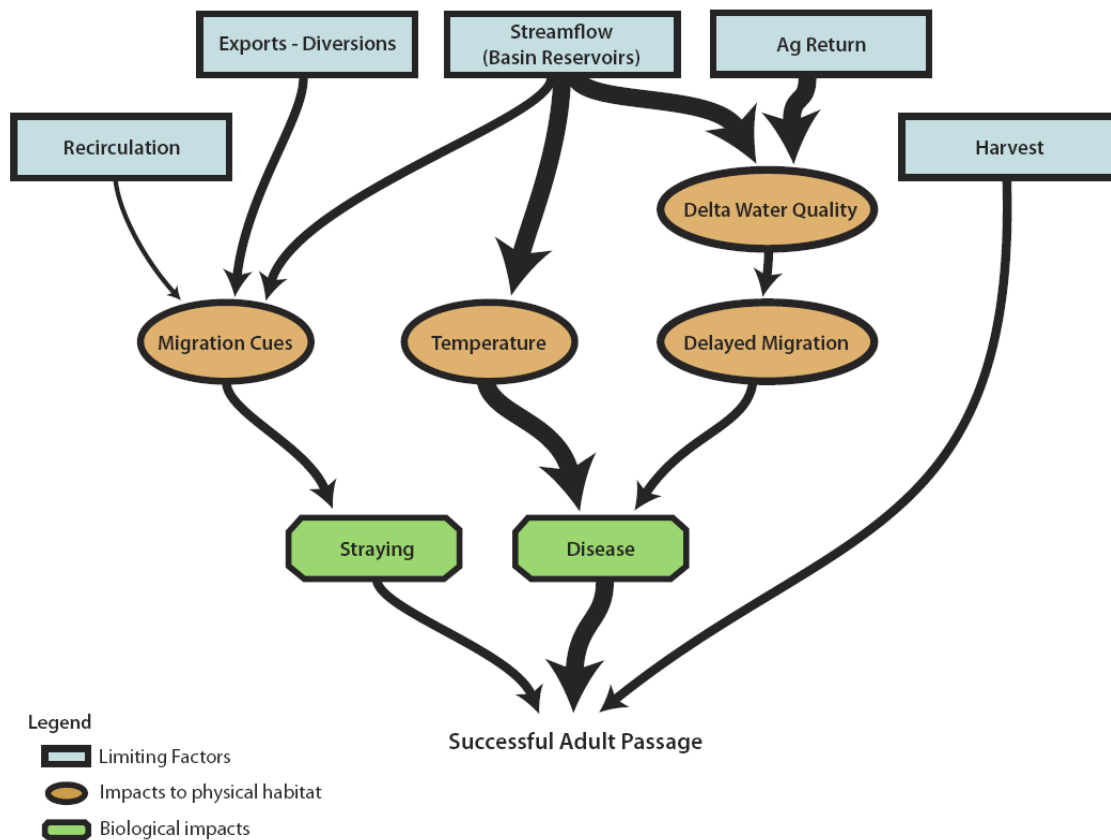 Exports - Diversions
Streamflow
(Basin Reservoirs)
Ag Return
Recirculation
Harvest
Delta Water Quality
Migration Cues
Temperature
Delayed Migration
Straying
Disease
Successful Adult Passage
Legend
Limiting Factors
Impacts to physical habitat
Biological impacts